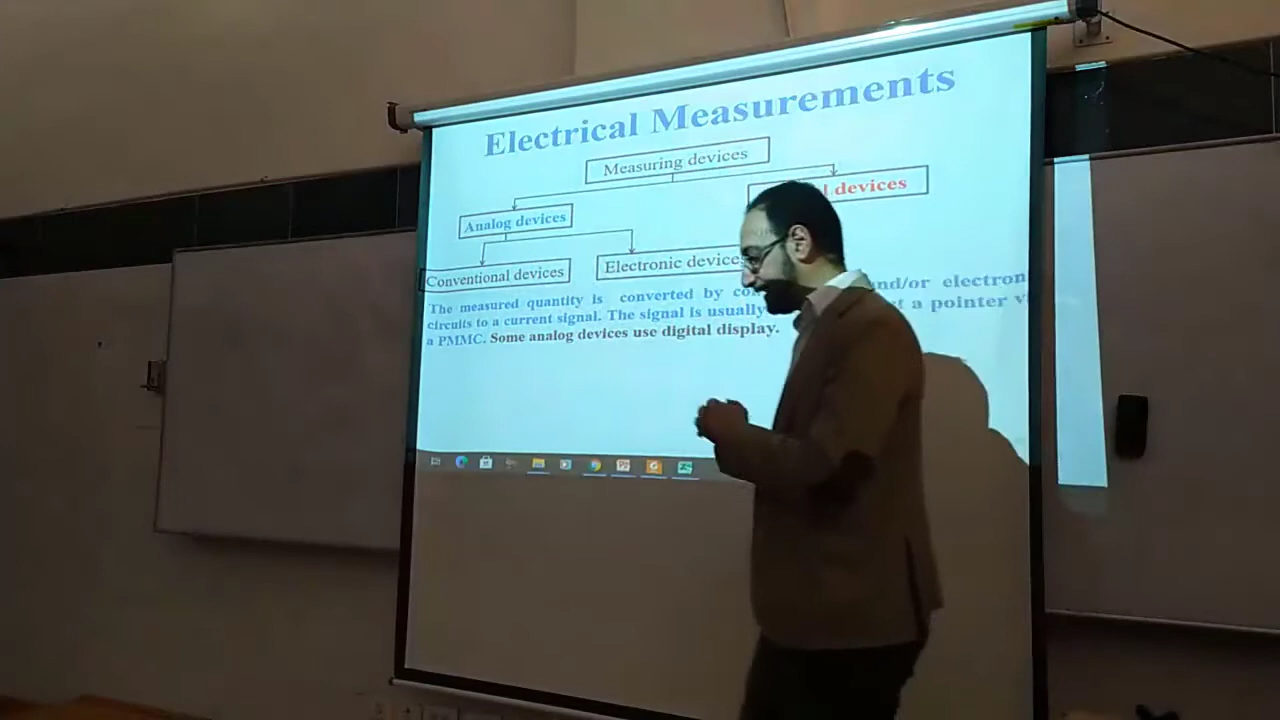 Electrical Measurements
Measuring devices
devices
Analog devices
Conventional devices
Electronic devices
The measured quantity is converted by and/or electron
circuits to a current signal. The signal is usually a pointer
a PMMC. Some analog devices use digital display.